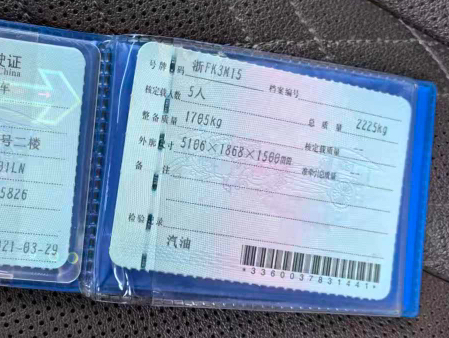 驶证
China
年
号二楼
01LN
5826
021-03-29
号牌号码 浙FK3M15 档案编号
核定载人数 5人 总质量 2225kg
整备质量 1705kg 核定载质量 --
外廓尺寸 5106×1868×1500mm 准牵引总质量 --
备注
检验记录
汽油
*3360037831441*